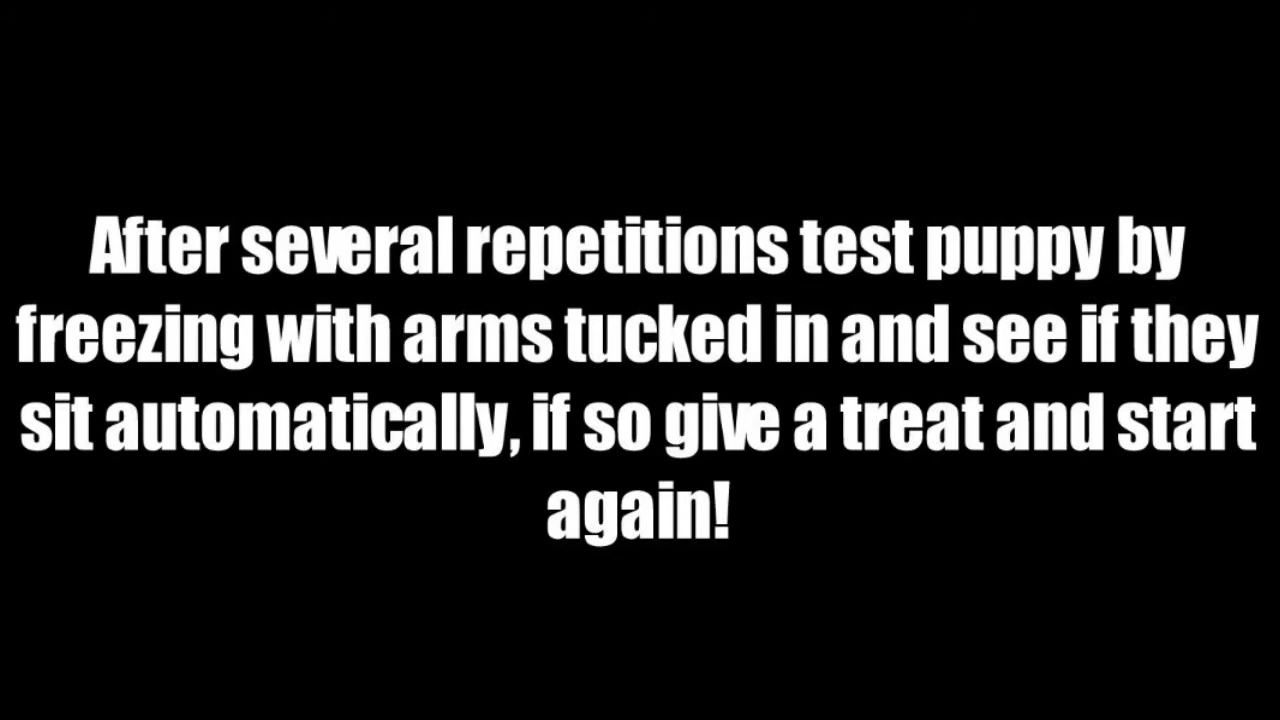 After several repetitions test puppy by
freezing with arms tucked in and see if they
sit automatically, if so give a treat and start
again!